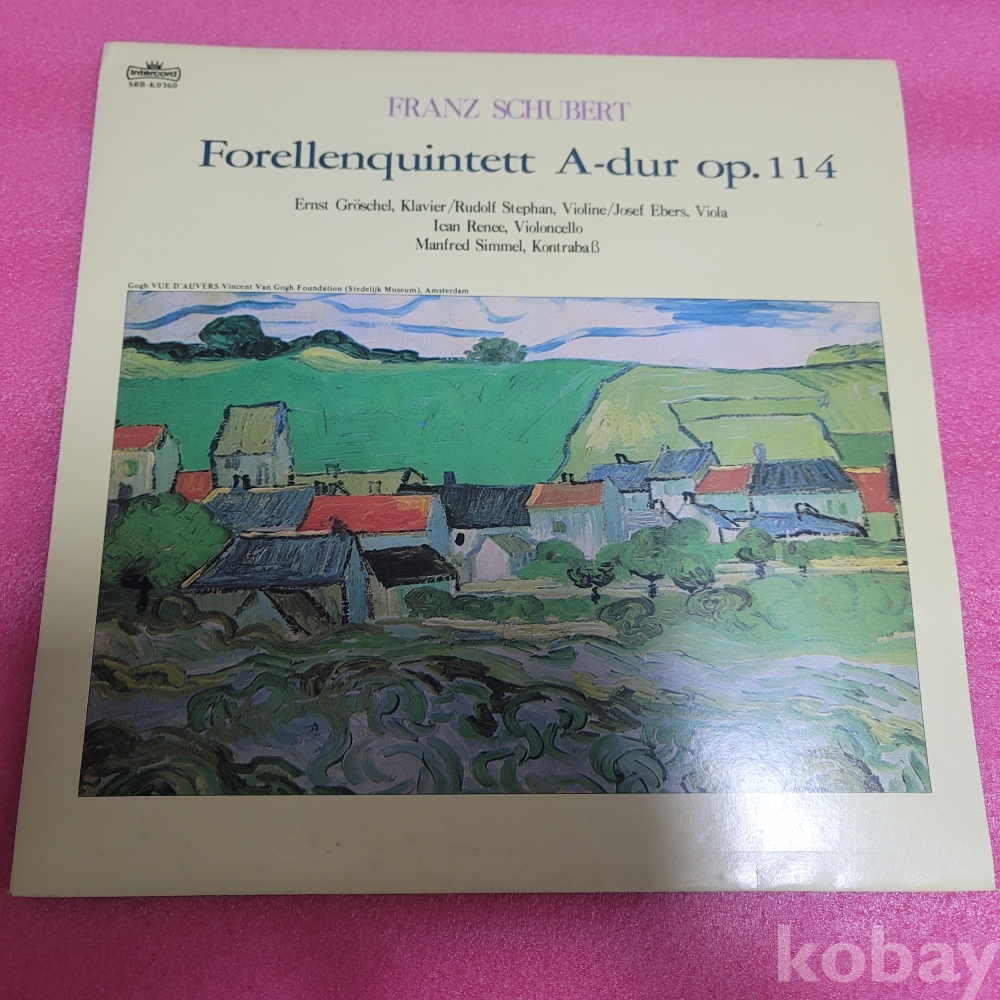 Intercord
SRB-K0160
FRANZ SCHUBERT
Forellenquintett A-dur op.114
Ernst Gröschel, Klavier/Rudolf Stephan, Violine/Josef Ebers, Viola
Ican Renee, Violoncello
Manfred Simmel, Kontrabaß
Gogh VUE D'AUVERS Vincent Van Gogh Foundation (Stedelijk Museum), Amsterdam
kobay